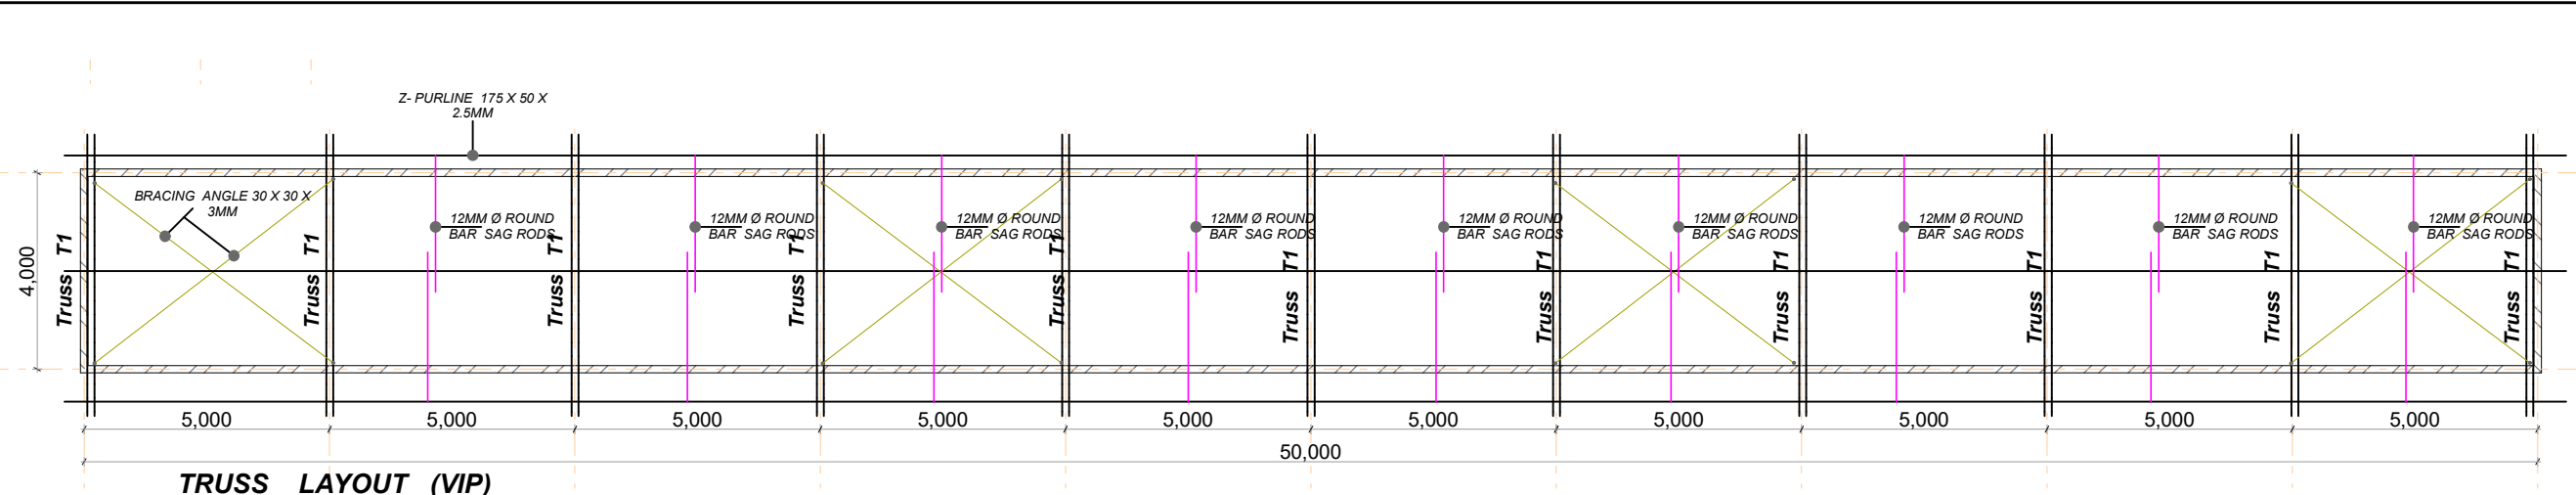 Z- PURLINE 175 X 50 X
2.5MM
BRACING ANGLE 30 X 30 X
3MM
12MM Ø ROUND
BAR SAG RODS
12MM Ø ROUND
BAR SAG RODS
12MM Ø ROUND
BAR SAG RODS
12MM Ø ROUND
BAR SAG RODS
12MM Ø ROUND
BAR SAG RODS
12MM Ø ROUND
BAR SAG RODS
12MM Ø ROUND
BAR SAG RODS
12MM Ø ROUND
BAR SAG RODS
12MM Ø ROUND
BAR SAG RODS
4,000
Truss T1
Truss T1
Truss T1
Truss T1
Truss T1
Truss T1
Truss T1
Truss T1
Truss T1
Truss T1
Truss T1
5,000
5,000
5,000
5,000
5,000
5,000
5,000
5,000
5,000
5,000
50,000
TRUSS LAYOUT (VIP)